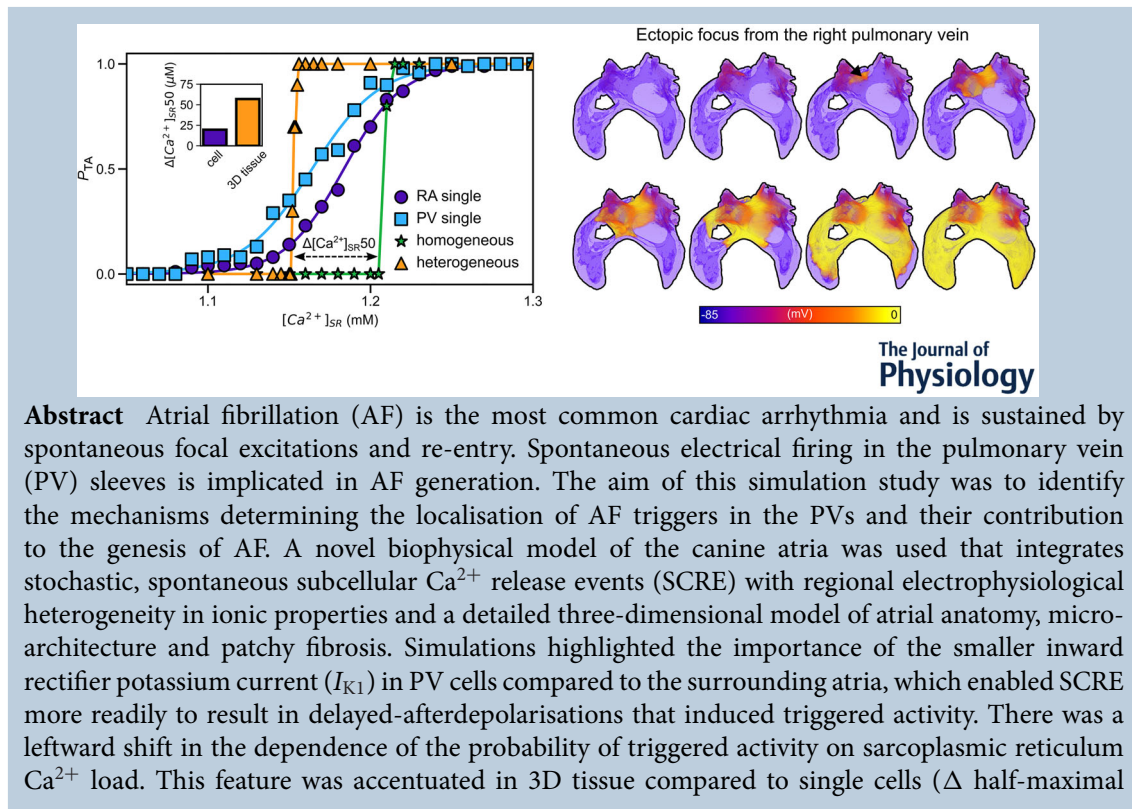 Ectopic focus from the right pulmonary vein
1.0
0.5
0.0
P_TA
75
50
25
0
Δ[Ca²⁺]_SR50 (μM)
cell
3D tissue
RA single
PV single
homogeneous
heterogeneous
Δ[Ca²⁺]_SR50
1.1
1.2
1.3
[Ca²⁺]_SR (mM)
-85
(mV)
0
The Journal of
Physiology
Abstract Atrial fibrillation (AF) is the most common cardiac arrhythmia and is sustained by
spontaneous focal excitations and re-entry. Spontaneous electrical firing in the pulmonary vein
(PV) sleeves is implicated in AF generation. The aim of this simulation study was to identify
the mechanisms determining the localisation of AF triggers in the PVs and their contribution
to the genesis of AF. A novel biophysical model of the canine atria was used that integrates
stochastic, spontaneous subcellular Ca²⁺ release events (SCRE) with regional electrophysiological
heterogeneity in ionic properties and a detailed three-dimensional model of atrial anatomy, micro-
architecture and patchy fibrosis. Simulations highlighted the importance of the smaller inward
rectifier potassium current (I_K1) in PV cells compared to the surrounding atria, which enabled SCRE
more readily to result in delayed-afterdepolarisations that induced triggered activity. There was a
leftward shift in the dependence of the probability of triggered activity on sarcoplasmic reticulum
Ca²⁺ load. This feature was accentuated in 3D tissue compared to single cells (Δ half-maximal